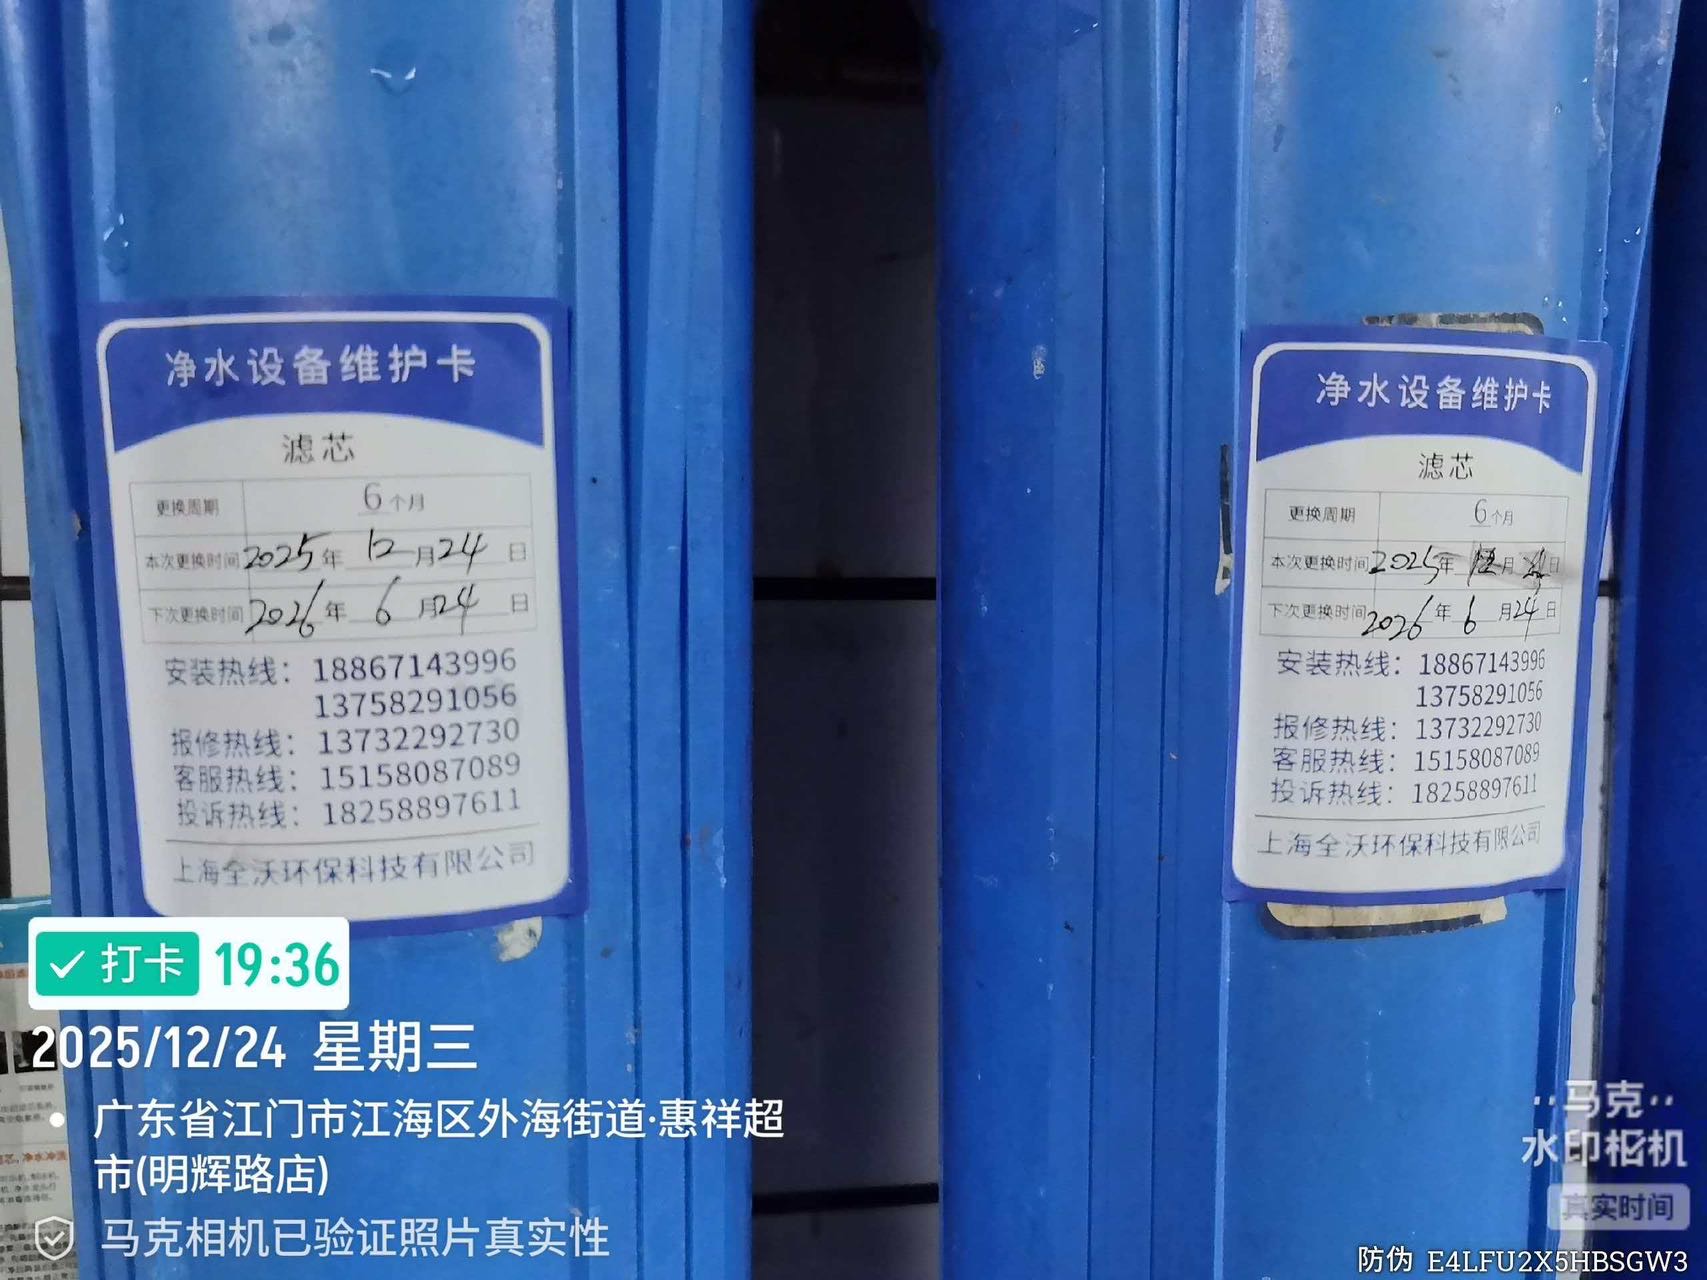 净水设备维护卡
滤芯
更换周期 6个月
本次更换时间 2025年 12月24日
下次更换时间 2026年 6月24日
安装热线：18867143996
13758291056
报修热线：13732292730
客服热线：15158087089
投诉热线：18258897611
上海全沃环保科技有限公司
净水设备维护卡
滤芯
更换周期 6个月
本次更换时间 2025年 月 日
下次更换时间 2026年 6月24日
安装热线：18867143996
13758291056
报修热线：13732292730
客服热线：15158087089
投诉热线：18258897611
上海全沃环保科技有限公司
打卡 19:36
2025/12/24 星期三
广东省江门市江海区外海街道·惠祥超
市(明辉路店)
马克相机已验证照片真实性
马克
水印相机
真实时间
防伪 E4LFU2X5HBSGW3